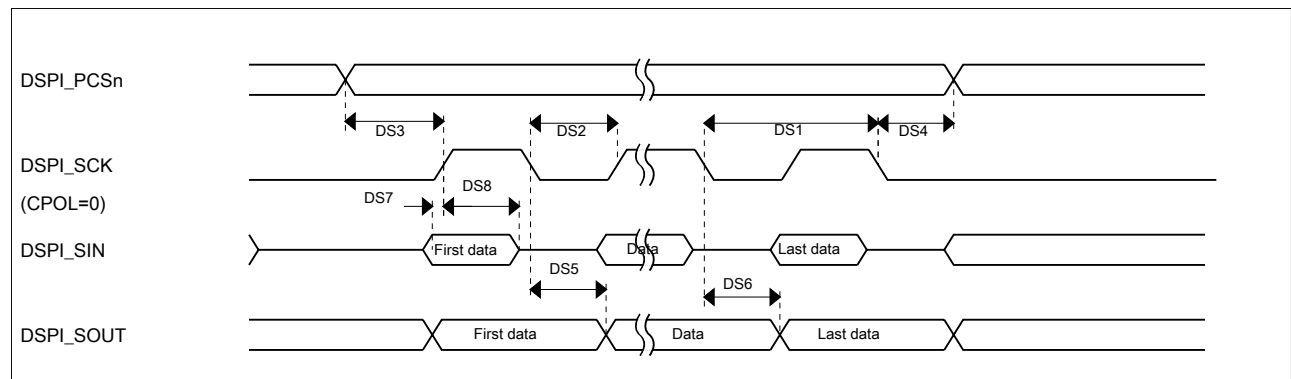 DSPI_PCSn
DS3
DS2
DS1
DS4
DSPI_SCK
(CPOL=0)
DS7
DS8
DSPI_SIN
First data
Data
Last data
DS5
DS6
DSPI_SOUT
First data
Data
Last data